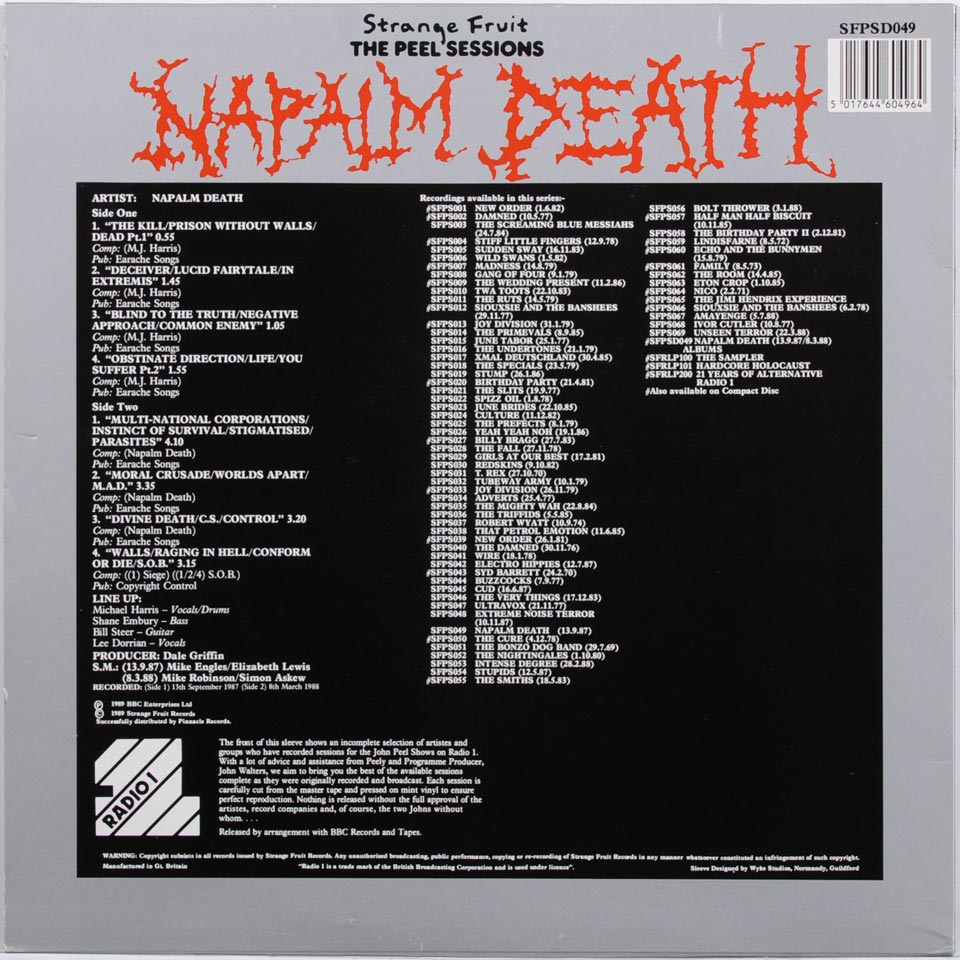 Strange Fruit
THE PEEL SESSIONS
NAPALM DEATH
SFPSD049
5 017644 604964
ARTIST: NAPALM DEATH
Side One
1. “THE KILL/PRISON WITHOUT WALLS/
DEAD Pt.1” 0.55
Comp: (M.J. Harris)
Pub: Earache Songs
2. “DECEIVER/LUCID FAIRYTALE/IN
EXTREMIS” 1.45
Comp: (M.J. Harris)
Pub: Earache Songs
3. “BLIND TO THE TRUTH/NEGATIVE
APPROACH/COMMON ENEMY” 1.05
Comp: (M.J. Harris)
Pub: Earache Songs
4. “OBSTINATE DIRECTION/LIFE/YOU
SUFFER Pt.2” 1.55
Comp: (M.J. Harris)
Pub: Earache Songs
Side Two
1. “MULTI-NATIONAL CORPORATIONS/
INSTINCT OF SURVIVAL/STIGMATISED/
PARASITES” 4.10
Comp: (Napalm Death)
Pub: Earache Songs
2. “MORAL CRUSADE/WORLDS APART/
M.A.D.” 3.35
Comp: (Napalm Death)
Pub: Earache Songs
3. “DIVINE DEATH/C.S./CONTROL” 3.20
Comp: (Napalm Death)
Pub: Earache Songs
4. “WALLS/RAGING IN HELL/CONFORM
OR DIE/S.O.B.” 3.15
Comp: ((1) Siege) ((1/2/4) S.O.B.)
Pub: Copyright Control
LINE UP:
Michael Harris – Vocals/Drums
Shane Embury – Bass
Bill Steer – Guitar
Lee Dorrian – Vocals
PRODUCER: Dale Griffin
S.M.: (13.9.87) Mike Engles/Elizabeth Lewis
(8.3.88) Mike Robinson/Simon Askew
RECORDED: (Side 1) 13th September 1987 (Side 2) 8th March 1988
Ⓟ 1989 BBC Enterprises Ltd
© 1989 Strange Fruit Records
Successfully distributed by Pinnacle Records.
Recordings available in this series:-
#SFPS001 NEW ORDER (1.6.82)
#SFPS002 DAMNED (10.5.77)
SFPS003 THE SCREAMING BLUE MESSIAHS
(24.7.84)
#SFPS004 STIFF LITTLE FINGERS (12.9.78)
SFPS005 SUDDEN SWAY (16.11.83)
SFPS006 WILD SWANS (1.5.82)
#SFPS007 MADNESS (14.8.79)
SFPS008 GANG OF FOUR (9.1.79)
#SFPS009 THE WEDDING PRESENT (11.2.86)
SFPS010 TWA TOOTS (22.10.83)
SFPS011 THE RUTS (14.5.79)
#SFPS012 SIOUXSIE AND THE BANSHEES
(29.11.77)
#SFPS013 JOY DIVISION (31.1.79)
SFPS014 THE PRIMEVALS (8.9.85)
SFPS015 JUNE TABOR (25.1.77)
#SFPS016 THE UNDERTONES (21.1.79)
SFPS017 XMAL DEUTSCHLAND (30.4.85)
#SFPS018 THE SPECIALS (23.5.79)
SFPS019 STUMP (26.1.86)
#SFPS020 BIRTHDAY PARTY (21.4.81)
SFPS021 THE SLITS (19.9.77)
SFPS022 SPIZZ OIL (1.8.78)
SFPS023 JUNE BRIDES (22.10.85)
SFPS024 CULTURE (11.12.82)
SFPS025 THE PREFECTS (8.1.79)
SFPS026 YEAH YEAH NOH (19.1.86)
#SFPS027 BILLY BRAGG (27.7.83)
SFPS028 THE FALL (27.11.78)
SFPS029 GIRLS AT OUR BEST (17.2.81)
SFPS030 REDSKINS (9.10.82)
SFPS031 T. REX (27.10.70)
SFPS032 TUBEWAY ARMY (10.1.79)
#SFPS033 JOY DIVISION (26.11.79)
SFPS034 ADVERTS (25.4.77)
SFPS035 THE MIGHTY WAH (22.8.84)
SFPS036 THE TRIFFIDS (5.5.85)
SFPS037 ROBERT WYATT (10.9.74)
SFPS038 THAT PETROL EMOTION (11.6.85)
#SFPS039 NEW ORDER (26.1.81)
SFPS040 THE DAMNED (30.11.76)
SFPS041 WIRE (18.1.78)
SFPS042 ELECTRO HIPPIES (12.7.87)
#SFPS043 SYD BARRETT (24.2.70)
SFPS044 BUZZCOCKS (7.9.77)
SFPS045 CUD (16.6.87)
SFPS046 THE VERY THINGS (17.12.83)
SFPS047 ULTRAVOX (21.11.77)
SFPS048 EXTREME NOISE TERROR
(10.11.87)
SFPS049 NAPALM DEATH (13.9.87)
#SFPS050 THE CURE (4.12.78)
SFPS051 THE BONZO DOG BAND (29.7.69)
SFPS052 THE NIGHTINGALES (1.10.80)
SFPS053 INTENSE DEGREE (28.2.88)
SFPS054 STUPIDS (12.5.87)
#SFPS055 THE SMITHS (18.5.83)
SFPS056 BOLT THROWER (3.1.88)
#SFPS057 HALF MAN HALF BISCUIT
(10.11.85)
SFPS058 THE BIRTHDAY PARTY II (2.12.81)
SFPS059 LINDISFARNE (8.5.72)
SFPS060 ECHO AND THE BUNNYMEN
(15.8.79)
#SFPS061 FAMILY (8.5.73)
SFPS062 THE ROOM (14.4.85)
SFPS063 ETON CROP (1.10.85)
#SFPS064 NICO (2.2.71)
#SFPS065 THE JIMI HENDRIX EXPERIENCE
#SFPS066 SIOUXSIE AND THE BANSHEES (6.2.78)
SFPS067 AMAYENGE (5.7.88)
SFPS068 IVOR CUTLER (10.8.77)
SFPS069 UNSEEN TERROR (22.3.88)
#SFPSD049 NAPALM DEATH (13.9.87/8.3.88)
ALBUMS
#SFRLP100 THE SAMPLER
#SFRLP101 HARDCORE HOLOCAUST
#SFRLP200 21 YEARS OF ALTERNATIVE
RADIO 1
#Also available on Compact Disc
RADIO 1
The front of this sleeve shows an incomplete selection of artistes and
groups who have recorded sessions for the John Peel Shows on Radio 1.
With a lot of advice and assistance from Peely and Programme Producer,
John Walters, we aim to bring you the best of the available sessions
complete as they were originally recorded and broadcast. Each session is
carefully cut from the master tape and pressed on mint vinyl to ensure
perfect reproduction. Nothing is released without the full approval of the
artistes, record companies and, of course, the two Johns without
whom. . . .
Released by arrangement with BBC Records and Tapes.
WARNING: Copyright subsists in all records issued by Strange Fruit Records. Any unauthorised broadcasting, public performance, copying or re-recording of Strange Fruit Records in any manner whatsoever constituted an infringement of such copyright.
Manufactured in Gt. Britain
“Radio 1 is a trade mark of the British Broadcasting Corporation and is used under licence”.
Sleeve Designed by Wyke Studios, Normandy, Guildford